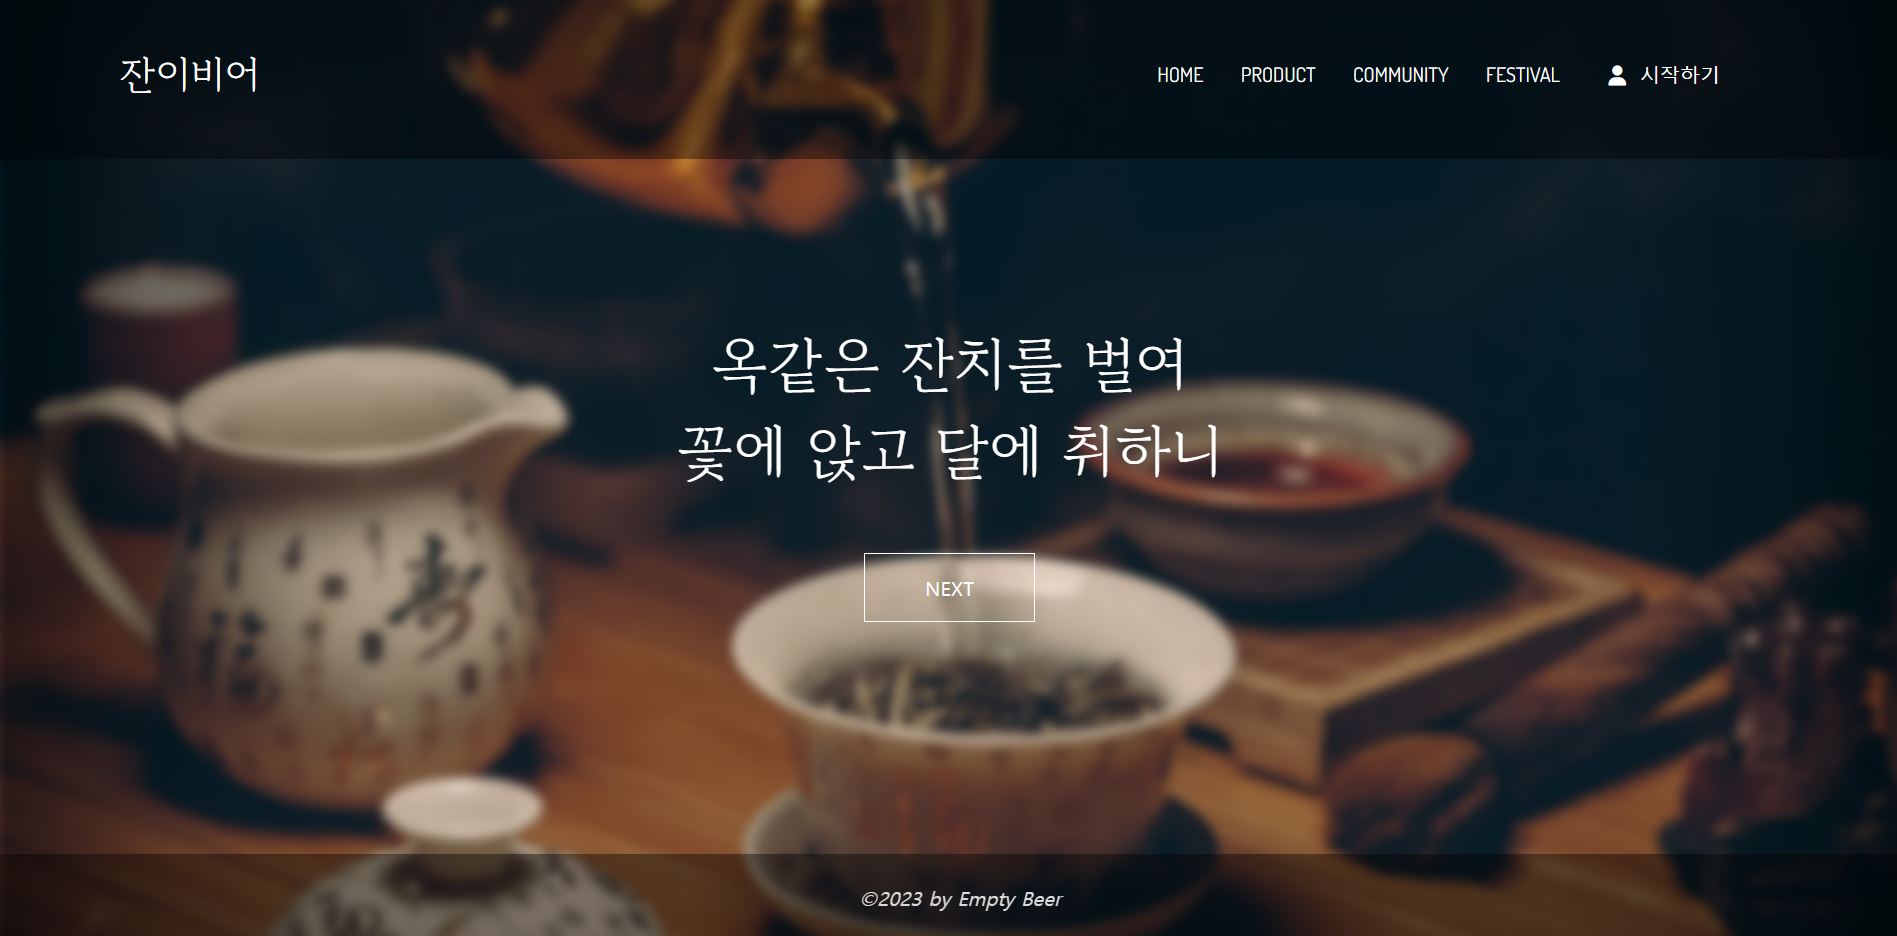 잔이비어
HOME PRODUCT COMMUNITY FESTIVAL 시작하기
옥같은 잔치를 벌여
꽃에 앉고 달에 취하니
NEXT
©2023 by Empty Beer